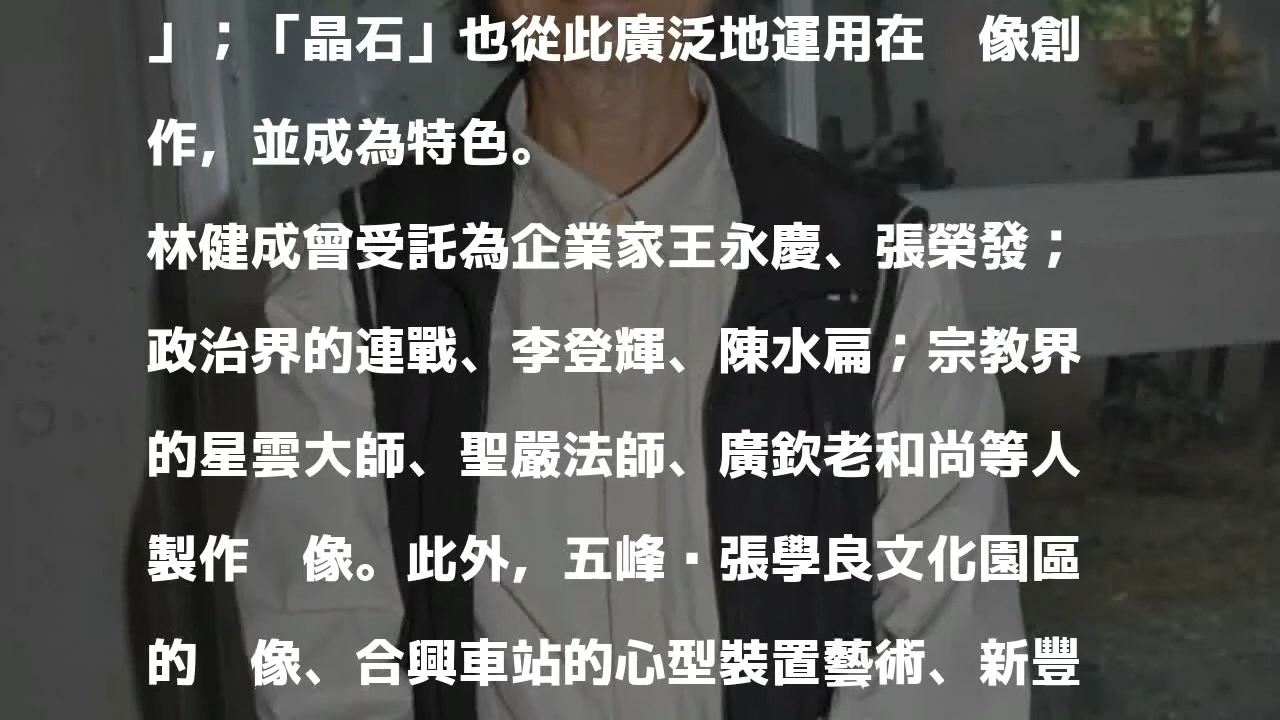 」；「晶石」也從此廣泛地運用在　像創
作，並成為特色。
林健成曾受託為企業家王永慶、張榮發；
政治界的連戰、李登輝、陳水扁；宗教界
的星雲大師、聖嚴法師、廣欽老和尚等人
製作　像。此外，五峰·張學良文化園區
的　像、合興車站的心型裝置藝術、新豐